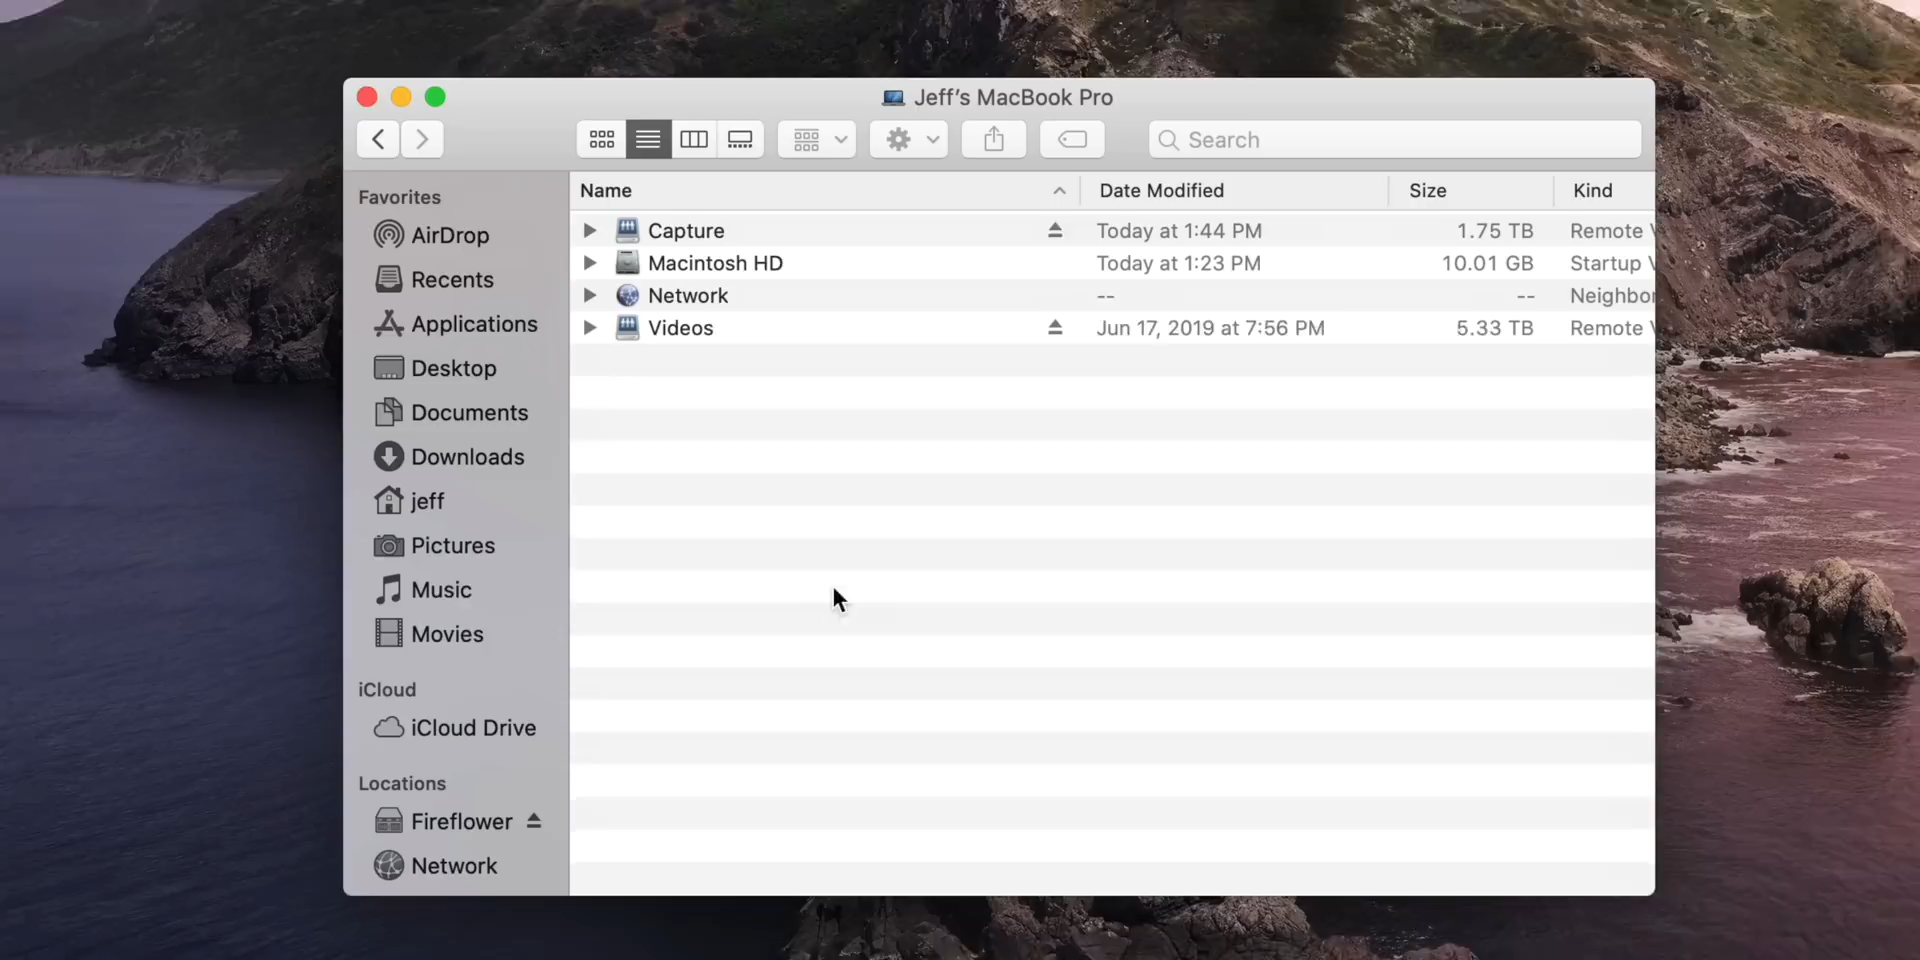 Jeff's MacBook Pro
Search
Favorites
AirDrop
Recents
Applications
Desktop
Documents
Downloads
jeff
Pictures
Music
Movies
iCloud
iCloud Drive
Locations
Fireflower
Network
Name Date Modified Size Kind
Capture Today at 1:44 PM 1.75 TB Remote
Macintosh HD Today at 1:23 PM 10.01 GB Startup
Network -- --
Videos Jun 17, 2019 at 7:56 PM 5.33 TB Remote